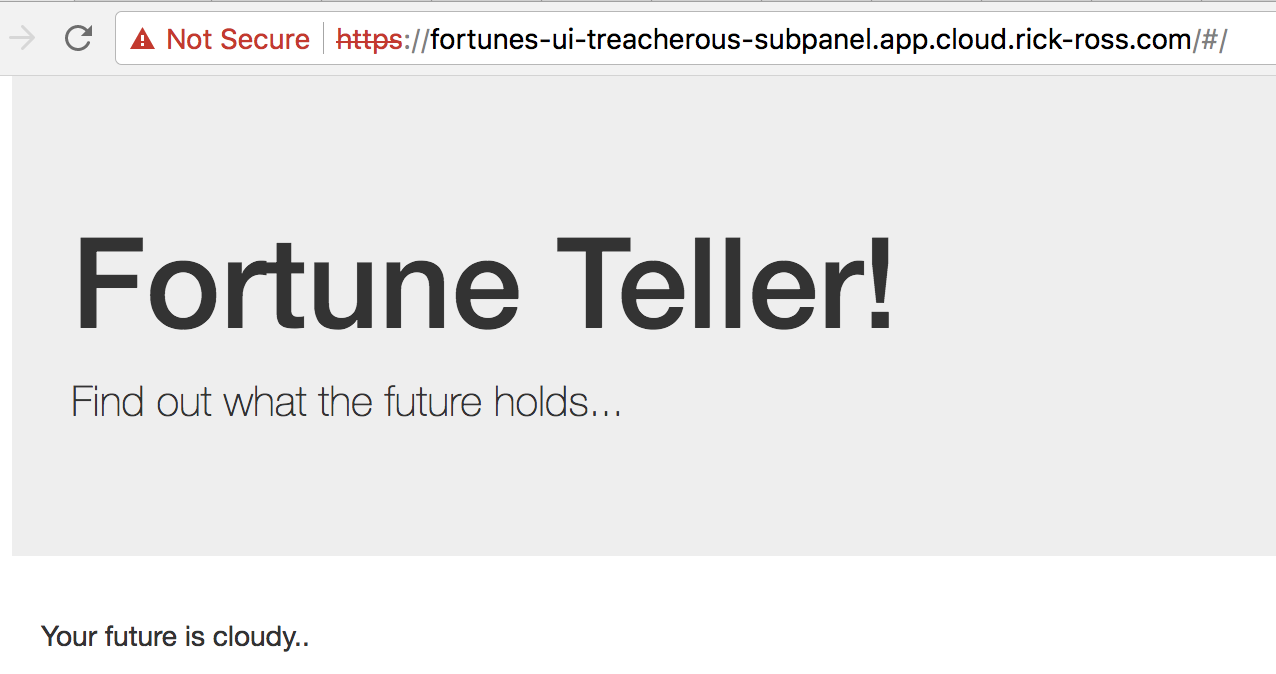 Not Secure https://fortunes-ui-treacherous-subpanel.app.cloud.rick-ross.com/#/
Fortune Teller!
Find out what the future holds...
Your future is cloudy..